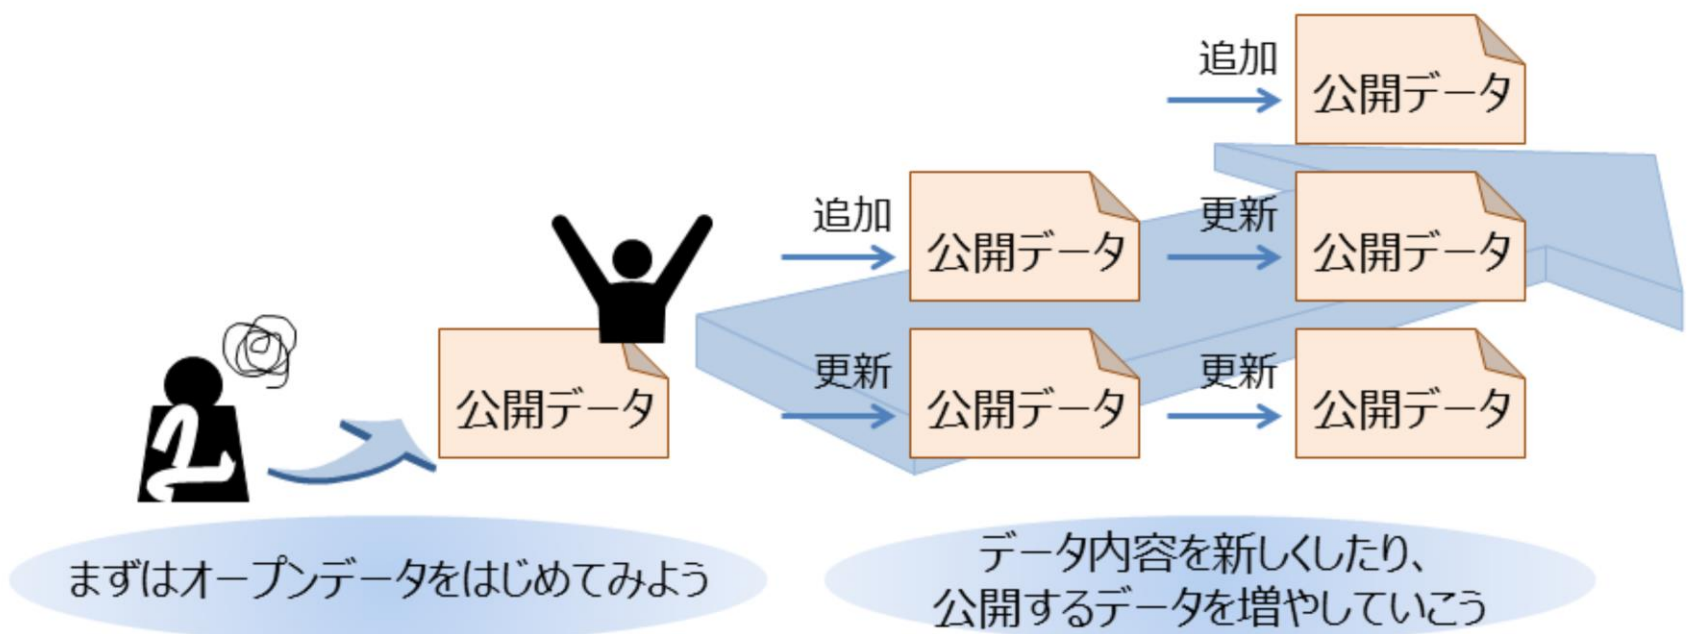 追加
公開データ
追加
公開データ
更新
公開データ
公開データ
更新
公開データ
更新
公開データ
まずはオープンデータをはじめてみよう
データ内容を新しくしたり、
公開するデータを増やしていこう